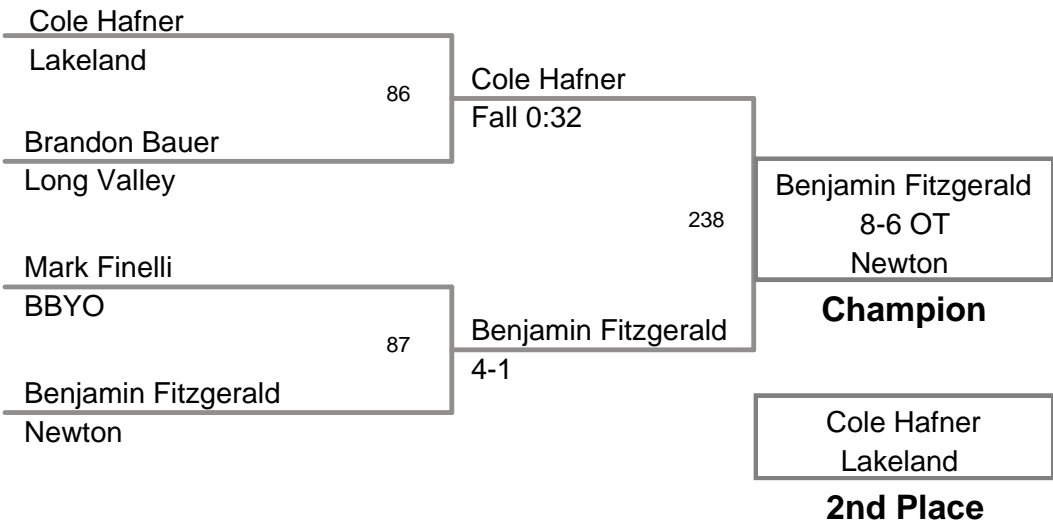 Cole Hafner
Lakeland
86
Brandon Bauer
Long Valley
Cole Hafner
Fall 0:32
Mark Finelli
BBYO
87
Benjamin Fitzgerald
Newton
Benjamin Fitzgerald
4-1
238
Benjamin Fitzgerald
8-6 OT
Newton
Champion
Cole Hafner
Lakeland
2nd Place